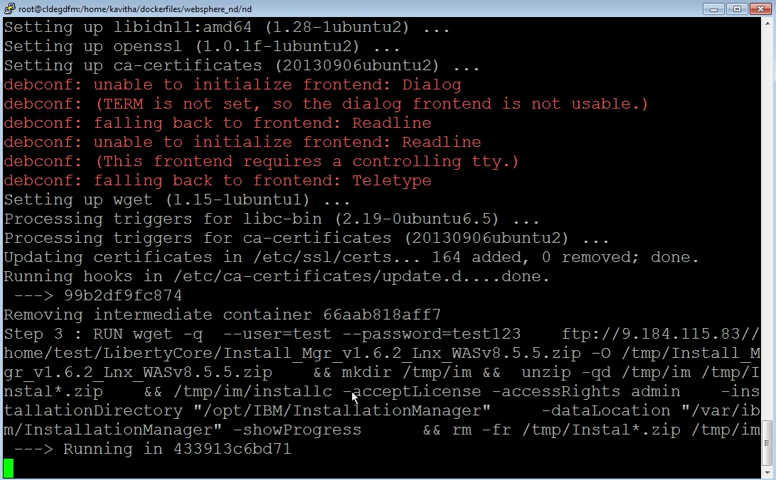 root@cldegdfm:/home/kavitha/dockerfiles/websphere_nd/nd
Setting up libidn11:amd64 (1.28-1ubuntu2) ...
Setting up openssl (1.0.1f-1ubuntu2) ...
Setting up ca-certificates (20130906ubuntu2) ...
debconf: unable to initialize frontend: Dialog
debconf: (TERM is not set, so the dialog frontend is not usable.)
debconf: falling back to frontend: Readline
debconf: unable to initialize frontend: Readline
debconf: (This frontend requires a controlling tty.)
debconf: falling back to frontend: Teletype
Setting up wget (1.15-1ubuntu1) ...
Processing triggers for libc-bin (2.19-0ubuntu6.5) ...
Processing triggers for ca-certificates (20130906ubuntu2) ...
Updating certificates in /etc/ssl/certs... 164 added, 0 removed; done.
Running hooks in /etc/ca-certificates/update.d....done.
 ---> 99b2df9fc874
Removing intermediate container 66aab818aff7
Step 3 : RUN wget -q  --user=test --password=test123    ftp://9.184.115.83//
home/test/LibertyCore/Install_Mgr_v1.6.2_Lnx_WASv8.5.5.zip -O /tmp/Install_M
gr_v1.6.2_Lnx_WASv8.5.5.zip    && mkdir /tmp/im &&  unzip -qd /tmp/im /tmp/I
nstal*.zip    && /tmp/im/installc -acceptLicense -accessRights admin    -ins
tallationDirectory "/opt/IBM/InstallationManager"     -dataLocation "/var/ib
m/InstallationManager" -showProgress      && rm -fr /tmp/Instal*.zip /tmp/im
 ---> Running in 433913c6bd71